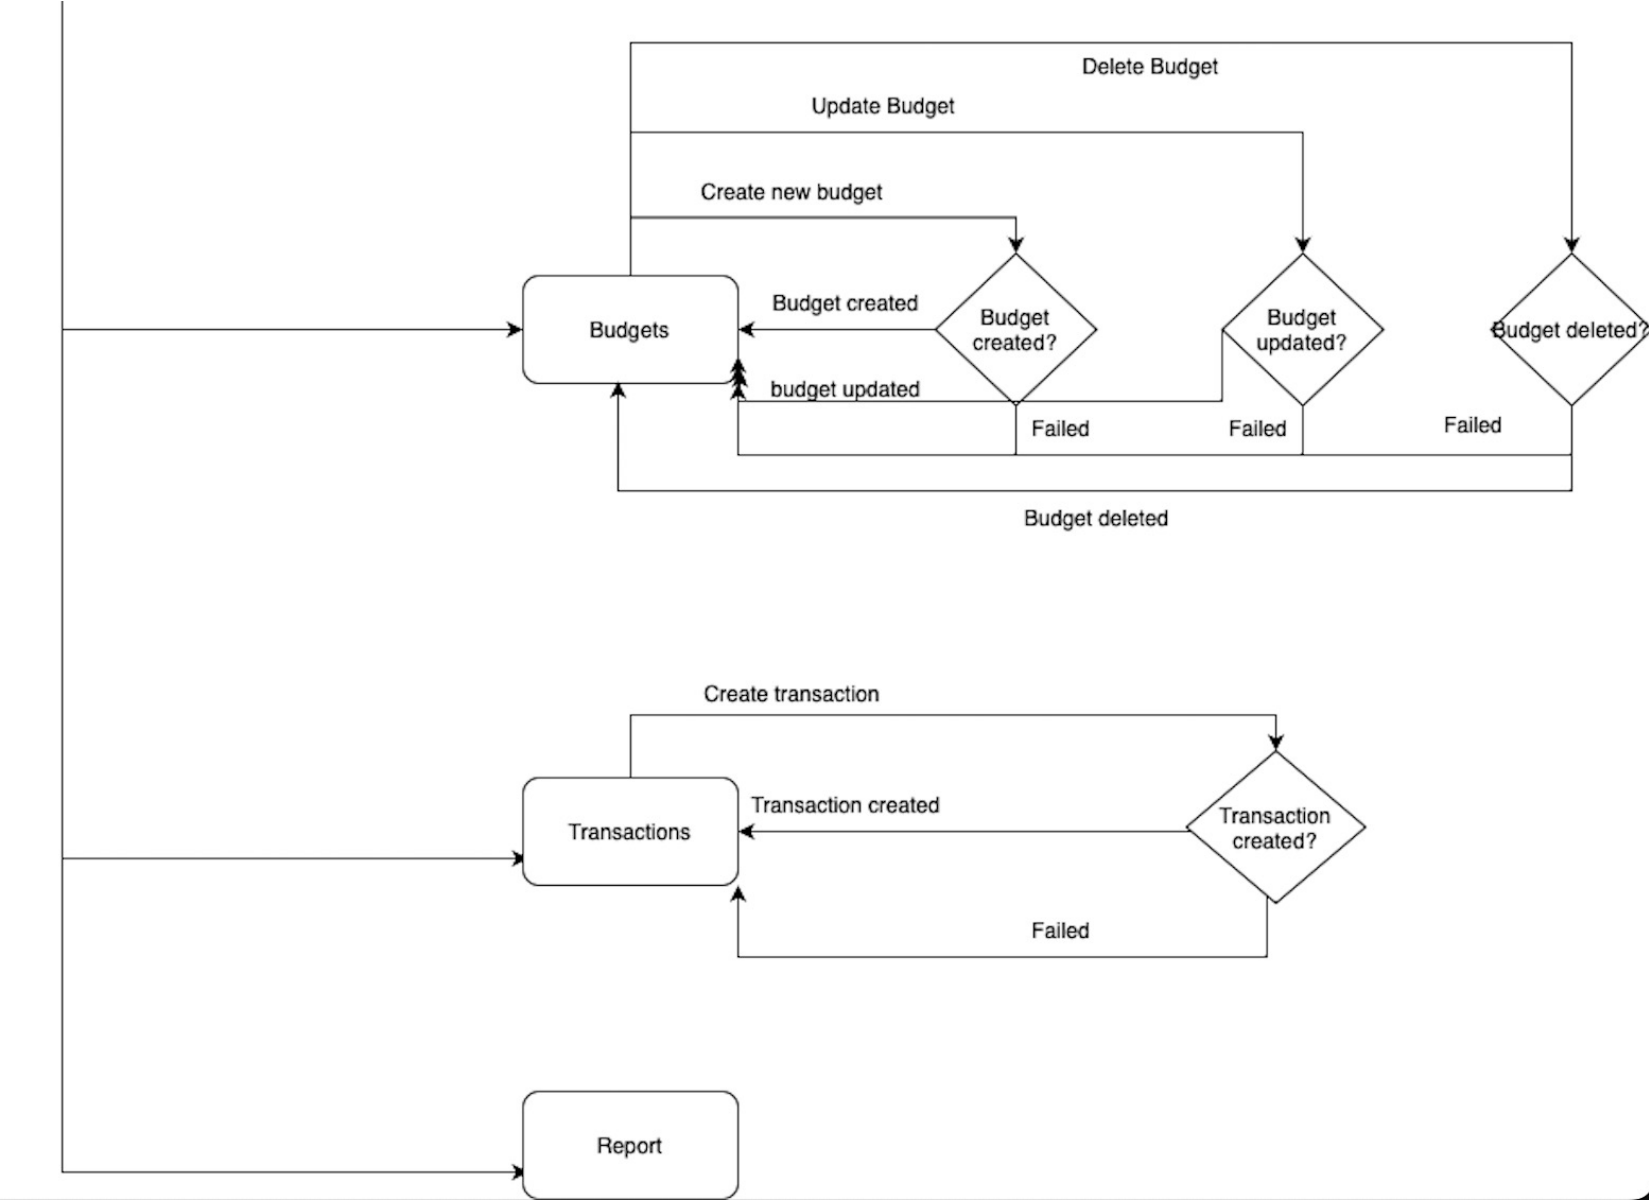 Delete Budget
Update Budget
Create new budget
Budget created
Budgets
Budget
created?
Budget
updated?
Budget deleted?
budget updated
Failed
Failed
Failed
Budget deleted
Create transaction
Transaction created
Transactions
Transaction
created?
Failed
Report